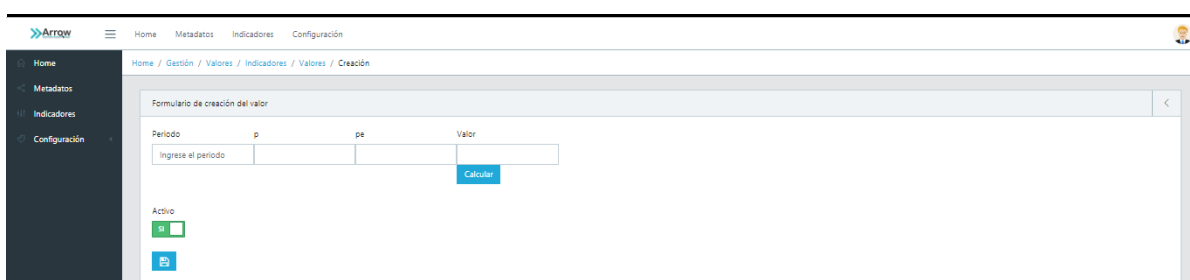 Arrow
Home Metadatos Indicadores Configuración
Home
Metadatos
Indicadores
Configuración
Home / Gestión / Valores / Indicadores / Valores / Creación
Formulario de creación del valor
Periodo p pe Valor
Ingrese el periodo
Calcular
Activo
SI